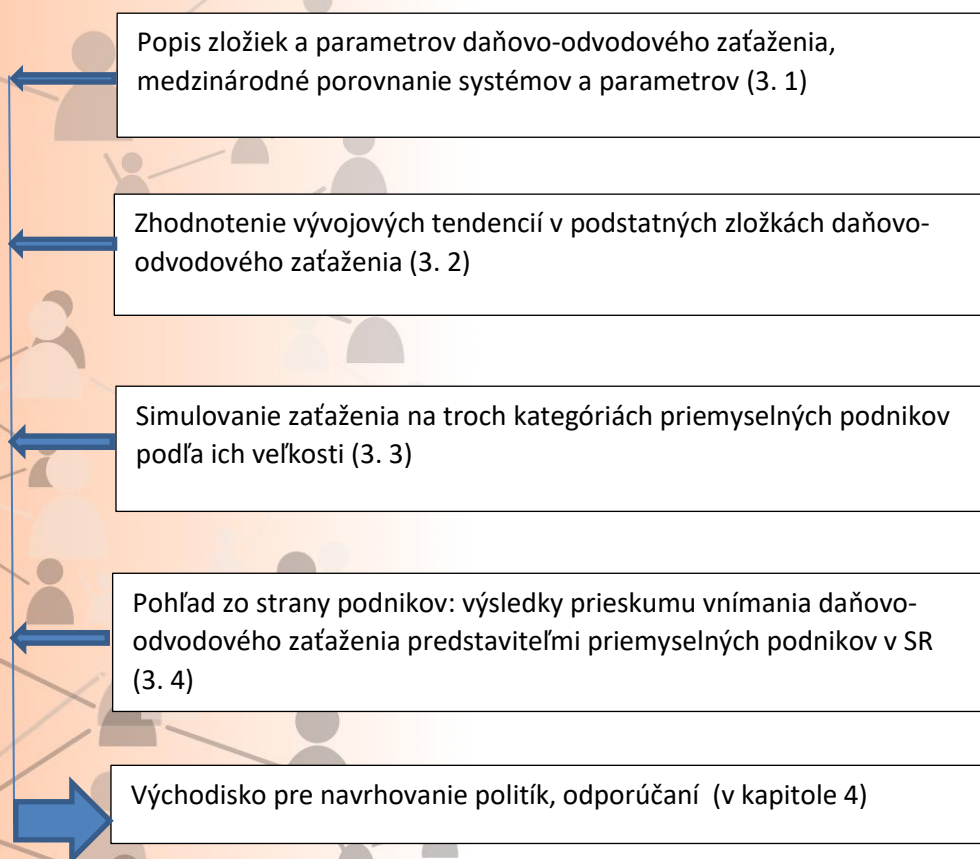 Popis zložiek a parametrov daňovo-odvodového zaťaženia,
medzinárodné porovnanie systémov a parametrov (3. 1)
Zhodnotenie vývojových tendencií v podstatných zložkách daňovo-
odvodového zaťaženia (3. 2)
Simulovanie zaťaženia na troch kategóriách priemyselných podnikov
podľa ich veľkosti (3. 3)
Pohľad zo strany podnikov: výsledky prieskumu vnímania daňovo-
odvodového zaťaženia predstaviteľmi priemyselných podnikov v SR
(3. 4)
Východisko pre navrhovanie politík, odporúčaní (v kapitole 4)